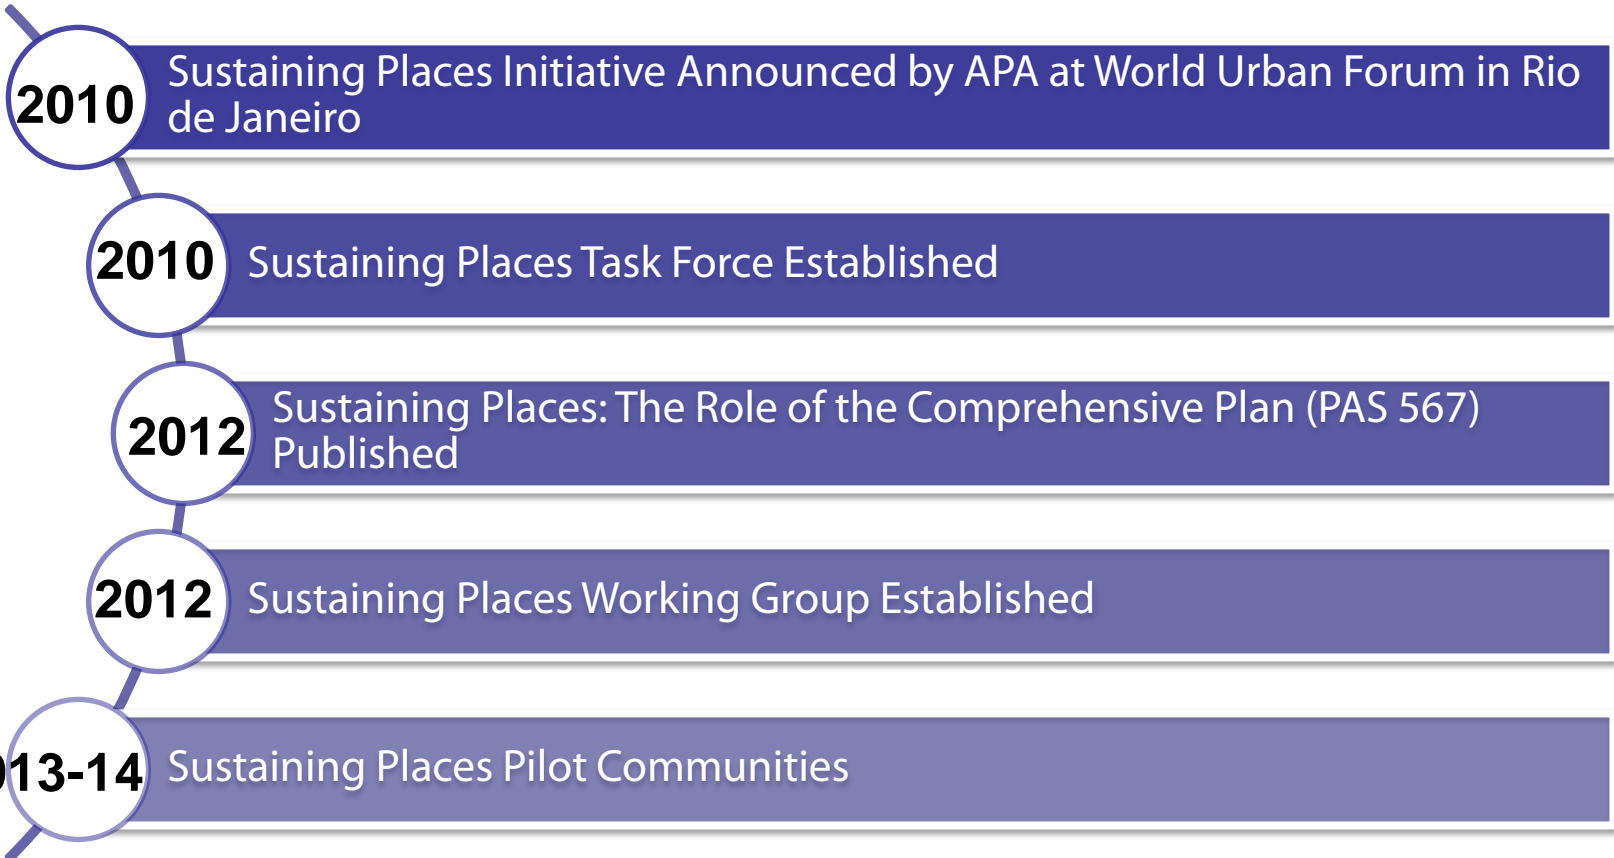 2010
Sustaining Places Initiative Announced by APA at World Urban Forum in Rio
de Janeiro
2010
Sustaining Places Task Force Established
2012
Sustaining Places: The Role of the Comprehensive Plan (PAS 567)
Published
2012
Sustaining Places Working Group Established
013-14
Sustaining Places Pilot Communities